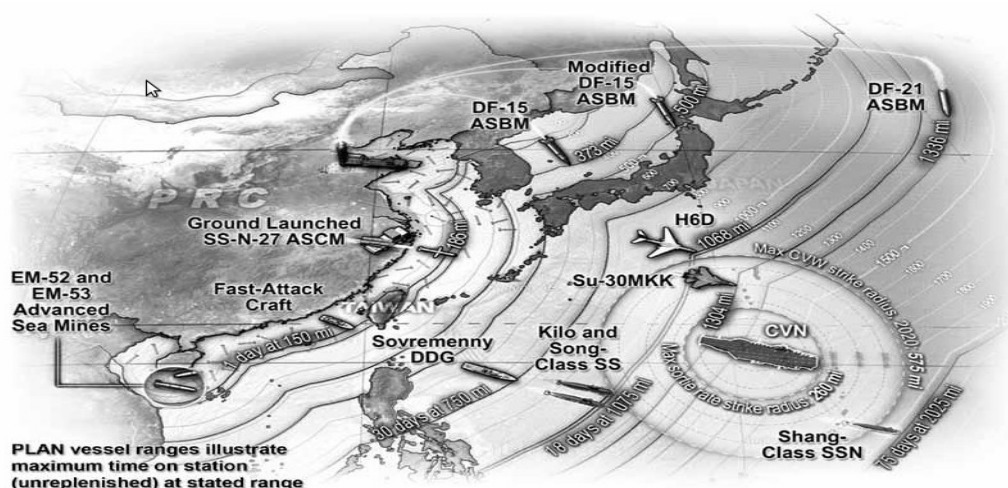 Modified
DF-15
ASBM
DF-15
ASBM
DF-21
ASBM
500 mi
373 mi
1336 mi
PRC
JAPAN
Ground Launched
SS-N-27 ASCM
186 mi
H6D
1068 mi
Max CVW strike radius, 2020: 575 mi
EM-52 and
EM-53
Advanced
Sea Mines
Fast-Attack
Craft
TAIWAN
Su-30MKK
1304 mi
CVN
1 day at 150 mi
Sovremenny
DDG
Kilo and
Song-
Class SS
Max sortie rate strike radius: 200 mi
30 days at 750 mi
18 days at 1075 mi
Shang-
Class SSN
75 days at 2025 mi
PLAN vessel ranges illustrate
maximum time on station
(unreplenished) at stated range